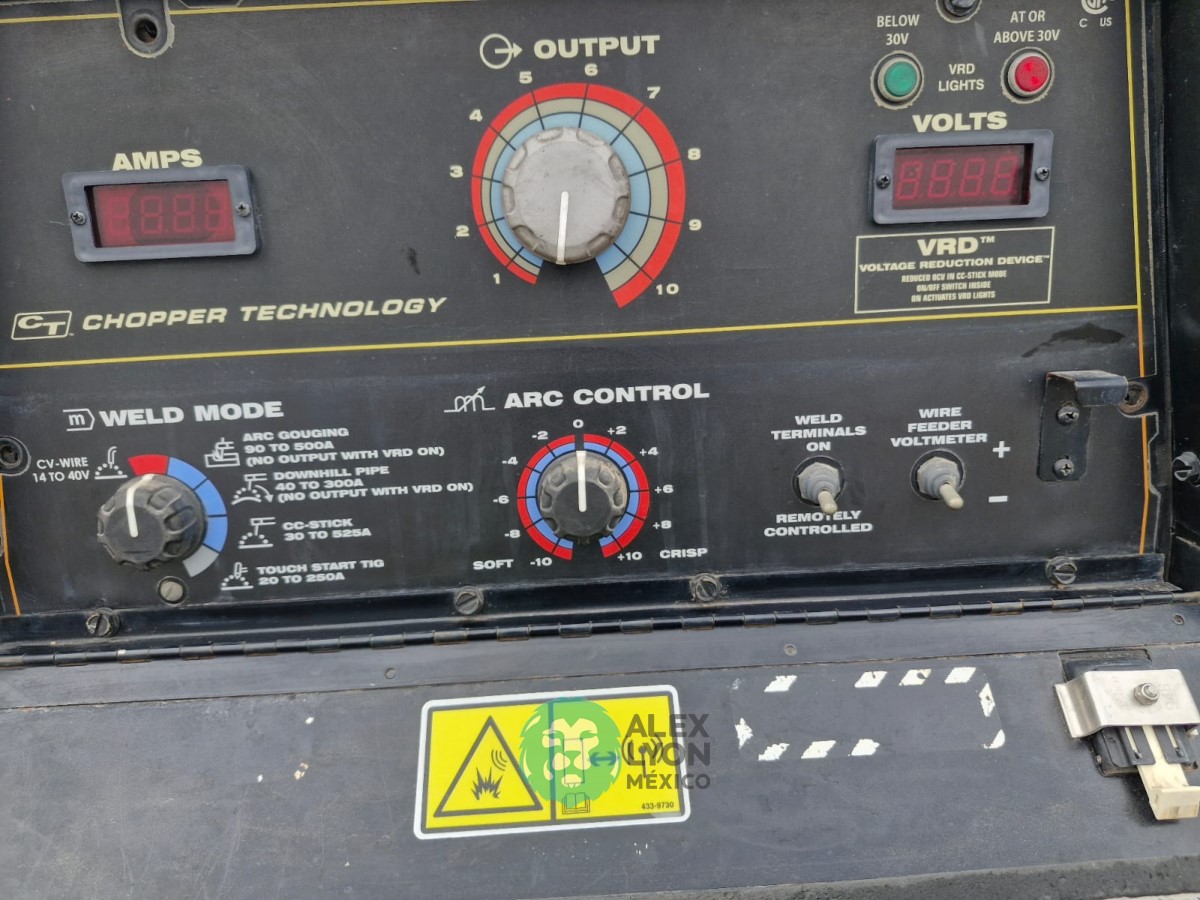 OUTPUT
1
2
3
4
5
6
7
8
9
10
AMPS
BELOW
30V
AT OR
ABOVE 30V
VRD
LIGHTS
C US
VOLTS
VRD™
VOLTAGE REDUCTION DEVICE™
REDUCED OCV IN CC-STICK MODE
ON/OFF SWITCH INSIDE
ON ACTIVATES VRD LIGHTS
CT™ CHOPPER TECHNOLOGY
m WELD MODE
CV-WIRE
14 TO 40V
ARC GOUGING
90 TO 500A
(NO OUTPUT WITH VRD ON)
DOWNHILL PIPE
40 TO 300A
(NO OUTPUT WITH VRD ON)
CC-STICK
30 TO 525A
TOUCH START TIG
20 TO 250A
ARC CONTROL
0
-2 +2
-4 +4
-6 +6
-8 +8
-10 +10
SOFT
CRISP
WELD
TERMINALS
ON
REMOTELY
CONTROLLED
WIRE
FEEDER
VOLTMETER
+
–
ALEX
LYON
MÉXICO
433-9730